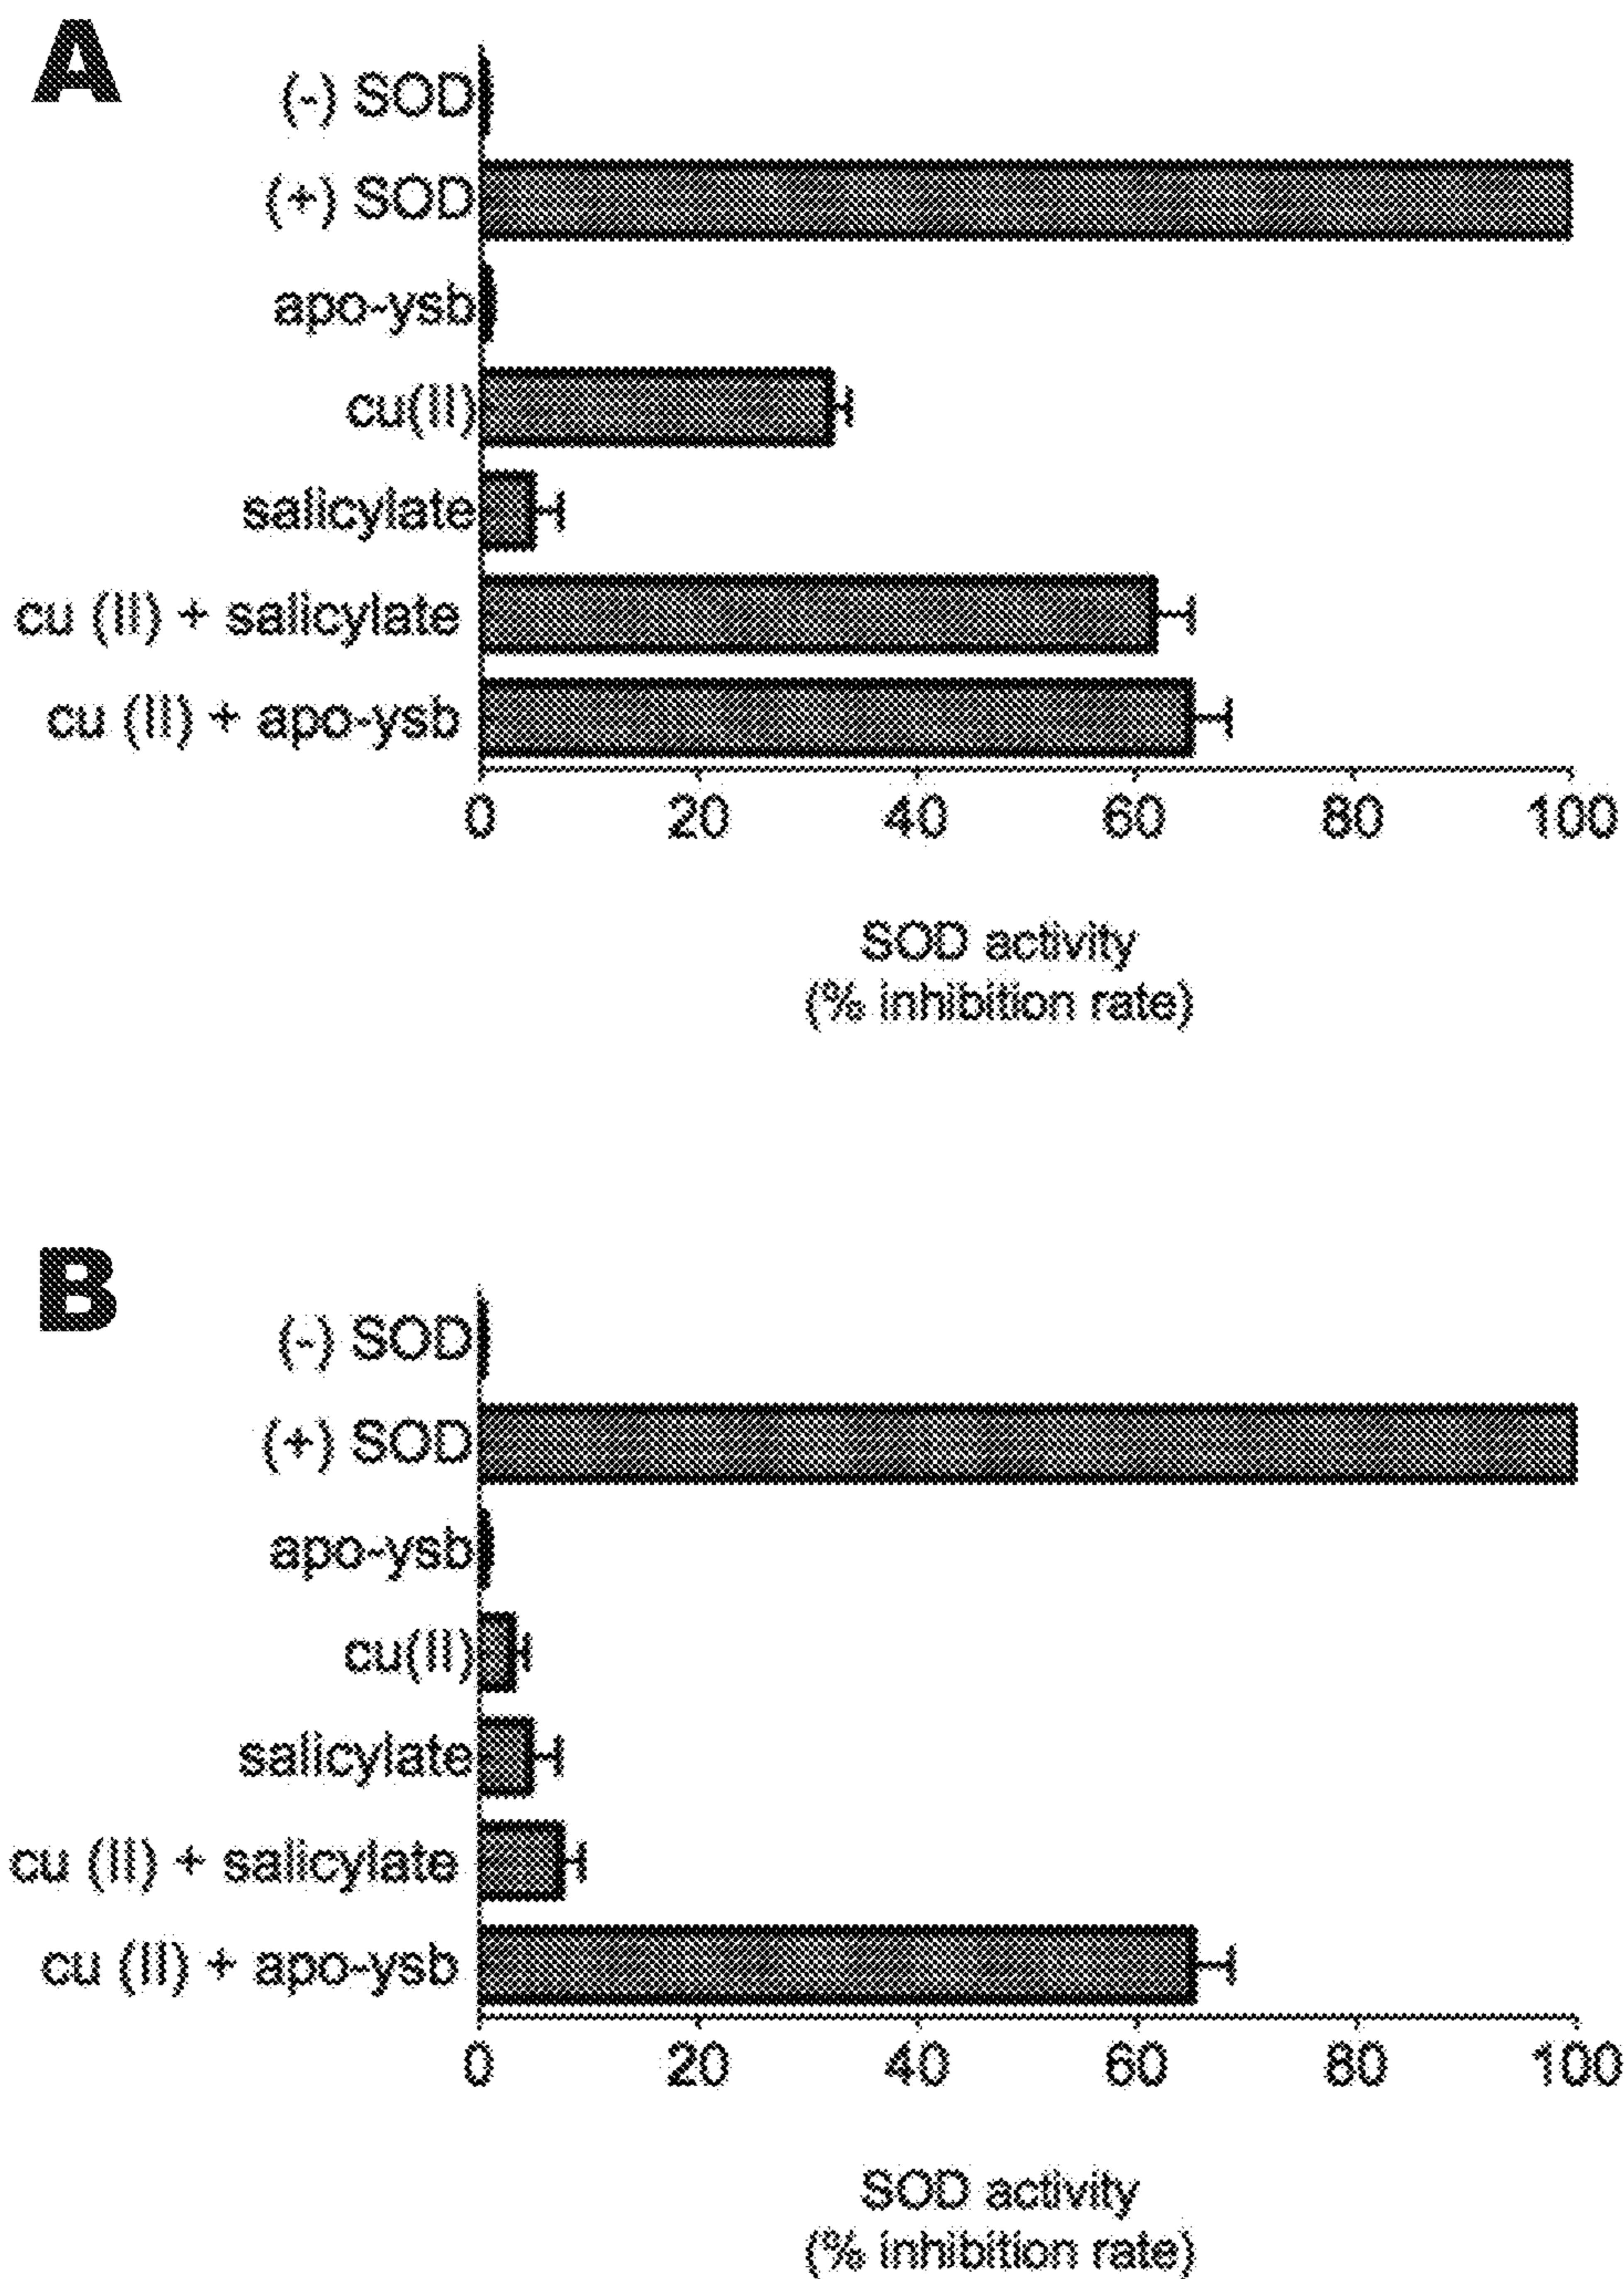 A
(-) SOD
(+) SOD
apo-ysb
cu(II)
salicylate
cu (II) + salicylate
cu (II) + apo-ysb
0 20 40 60 80 100
SOD activity
(% inhibition rate)
B
(-) SOD
(+) SOD
apo-ysb
cu(II)
salicylate
cu (II) + salicylate
cu (II) + apo-ysb
0 20 40 60 80 100
SOD activity
(% inhibition rate)